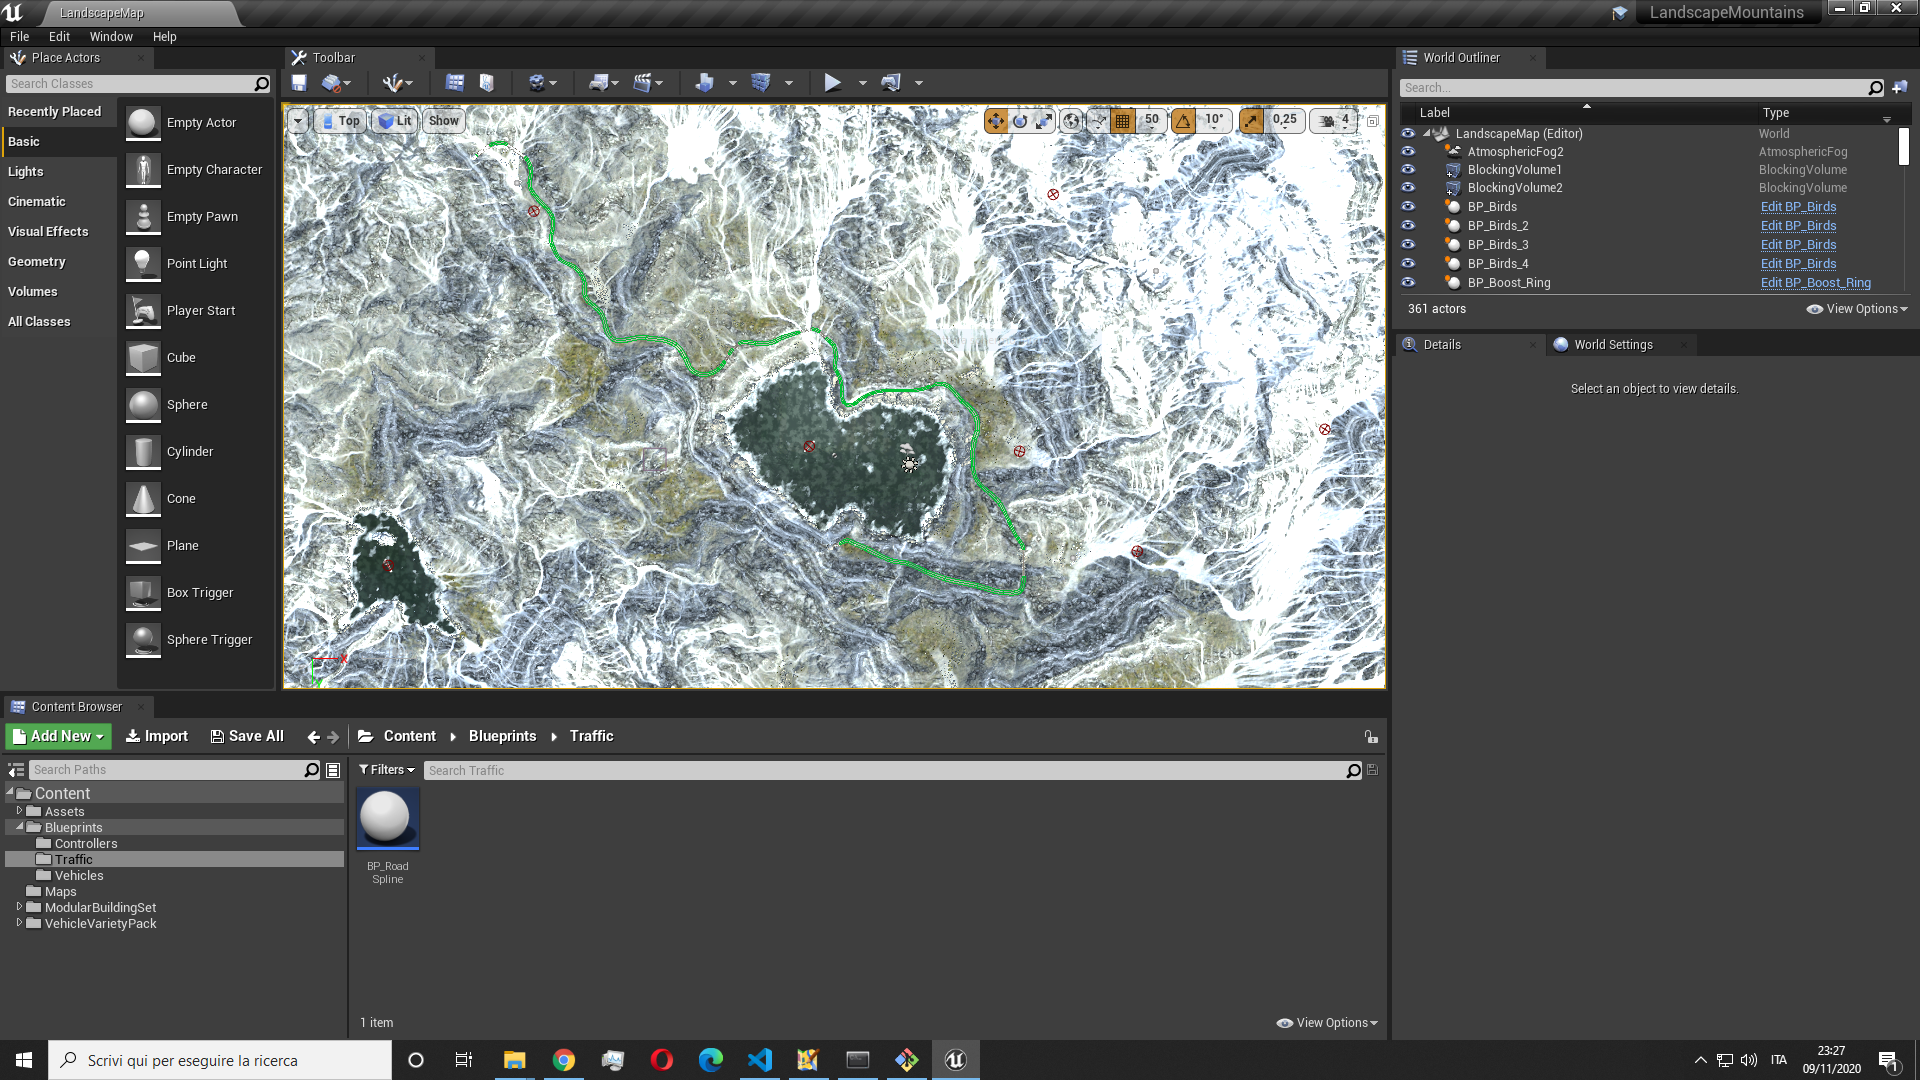 LandscapeMap
LandscapeMountains
File Edit Window Help
Place Actors
Toolbar
World Outliner
Search Classes
Search...
Recently Placed
Basic
Lights
Cinematic
Visual Effects
Geometry
Volumes
All Classes
Empty Actor
Empty Character
Empty Pawn
Point Light
Player Start
Cube
Sphere
Cylinder
Cone
Plane
Box Trigger
Sphere Trigger
Top Lit Show
50 10° 0,25 4
X
Label Type
LandscapeMap (Editor) World
AtmosphericFog2 AtmosphericFog
BlockingVolume1 BlockingVolume
BlockingVolume2 BlockingVolume
BP_Birds Edit BP_Birds
BP_Birds_2 Edit BP_Birds
BP_Birds_3 Edit BP_Birds
BP_Birds_4 Edit BP_Birds
BP_Boost_Ring Edit BP_Boost_Ring
361 actors View Options
Details World Settings
Select an object to view details.
Content Browser
Add New Import Save All Content Blueprints Traffic
Search Paths
Filters Search Traffic
Content
Assets
Blueprints
Controllers
Traffic
Vehicles
Maps
ModularBuildingSet
VehicleVarietyPack
BP_Road
Spline
1 item View Options
Scrivi qui per eseguire la ricerca
ITA
23:27
09/11/2020
1